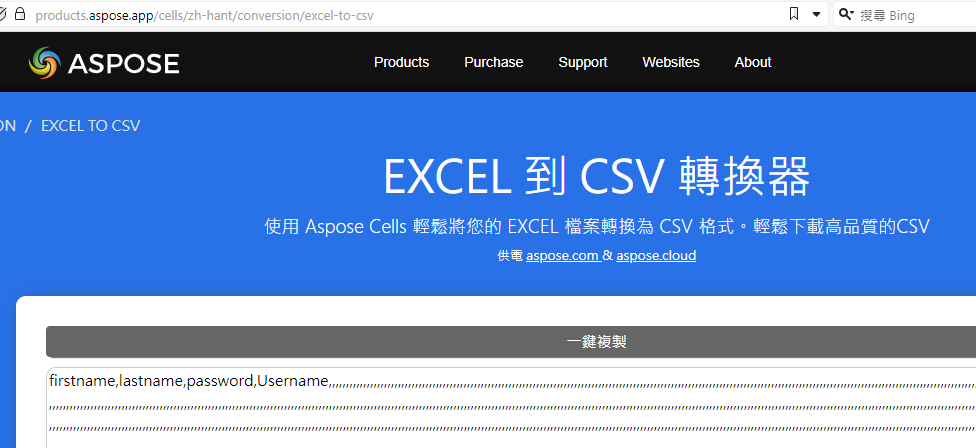 products.aspose.app/cells/zh-hant/conversion/excel-to-csv
搜尋 Bing
ASPOSE Products Purchase Support Websites About
ON / EXCEL TO CSV
EXCEL 到 CSV 轉換器
使用 Aspose Cells 輕鬆將您的 EXCEL 檔案轉換為 CSV 格式。輕鬆下載高品質的CSV
供電 aspose.com & aspose.cloud
一鍵複製
firstname,lastname,password,Username,,,,,,,,,,,,,,,,,,,,,,,,,,,,,,,,,,,,,,,,,,,,,,,,,,,,,,,,,,,,,,,,,,,,,,,,,,,,,,,,,,,,,,,,,,,,,,,,,,,,,,,,,,,,,,,,,,,,,,,,,,,,,,,,,,,,,,,,,,,,,,,,,,,,,,,,,,,,,,,,,,
,,,,,,,,,,,,,,,,,,,,,,,,,,,,,,,,,,,,,,,,,,,,,,,,,,,,,,,,,,,,,,,,,,,,,,,,,,,,,,,,,,,,,,,,,,,,,,,,,,,,,,,,,,,,,,,,,,,,,,,,,,,,,,,,,,,,,,,,,,,,,,,,,,,,,,,,,,,,,,,,,,,,,,,,,,,,,,,,,,,,,,,,,,,,,,,,,,,,,,,,,,,,
,,,,,,,,,,,,,,,,,,,,,,,,,,,,,,,,,,,,,,,,,,,,,,,,,,,,,,,,,,,,,,,,,,,,,,,,,,,,,,,,,,,,,,,,,,,,,,,,,,,,,,,,,,,,,,,,,,,,,,,,,,,,,,,,,,,,,,,,,,,,,,,,,,,,,,,,,,,,,,,,,,,,,,,,,,,,,,,,,,,,,,,,,,,,,,,,,,,,,,,,,,,,